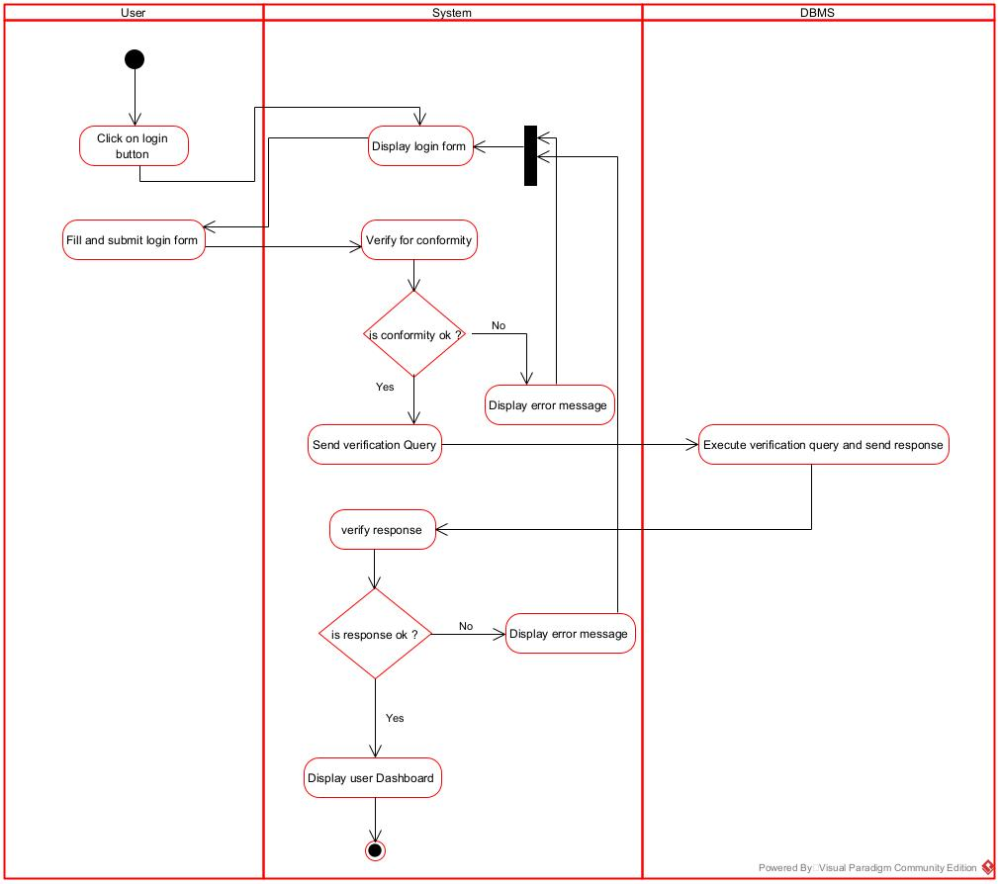 User
System
DBMS
Click on login
button
Display login form
Fill and submit login form
Verify for conformity
is conformity ok ?
No
Yes
Display error message
Send verification Query
Execute verification query and send response
verify response
is response ok ?
No
Display error message
Yes
Display user Dashboard
Powered By Visual Paradigm Community Edition